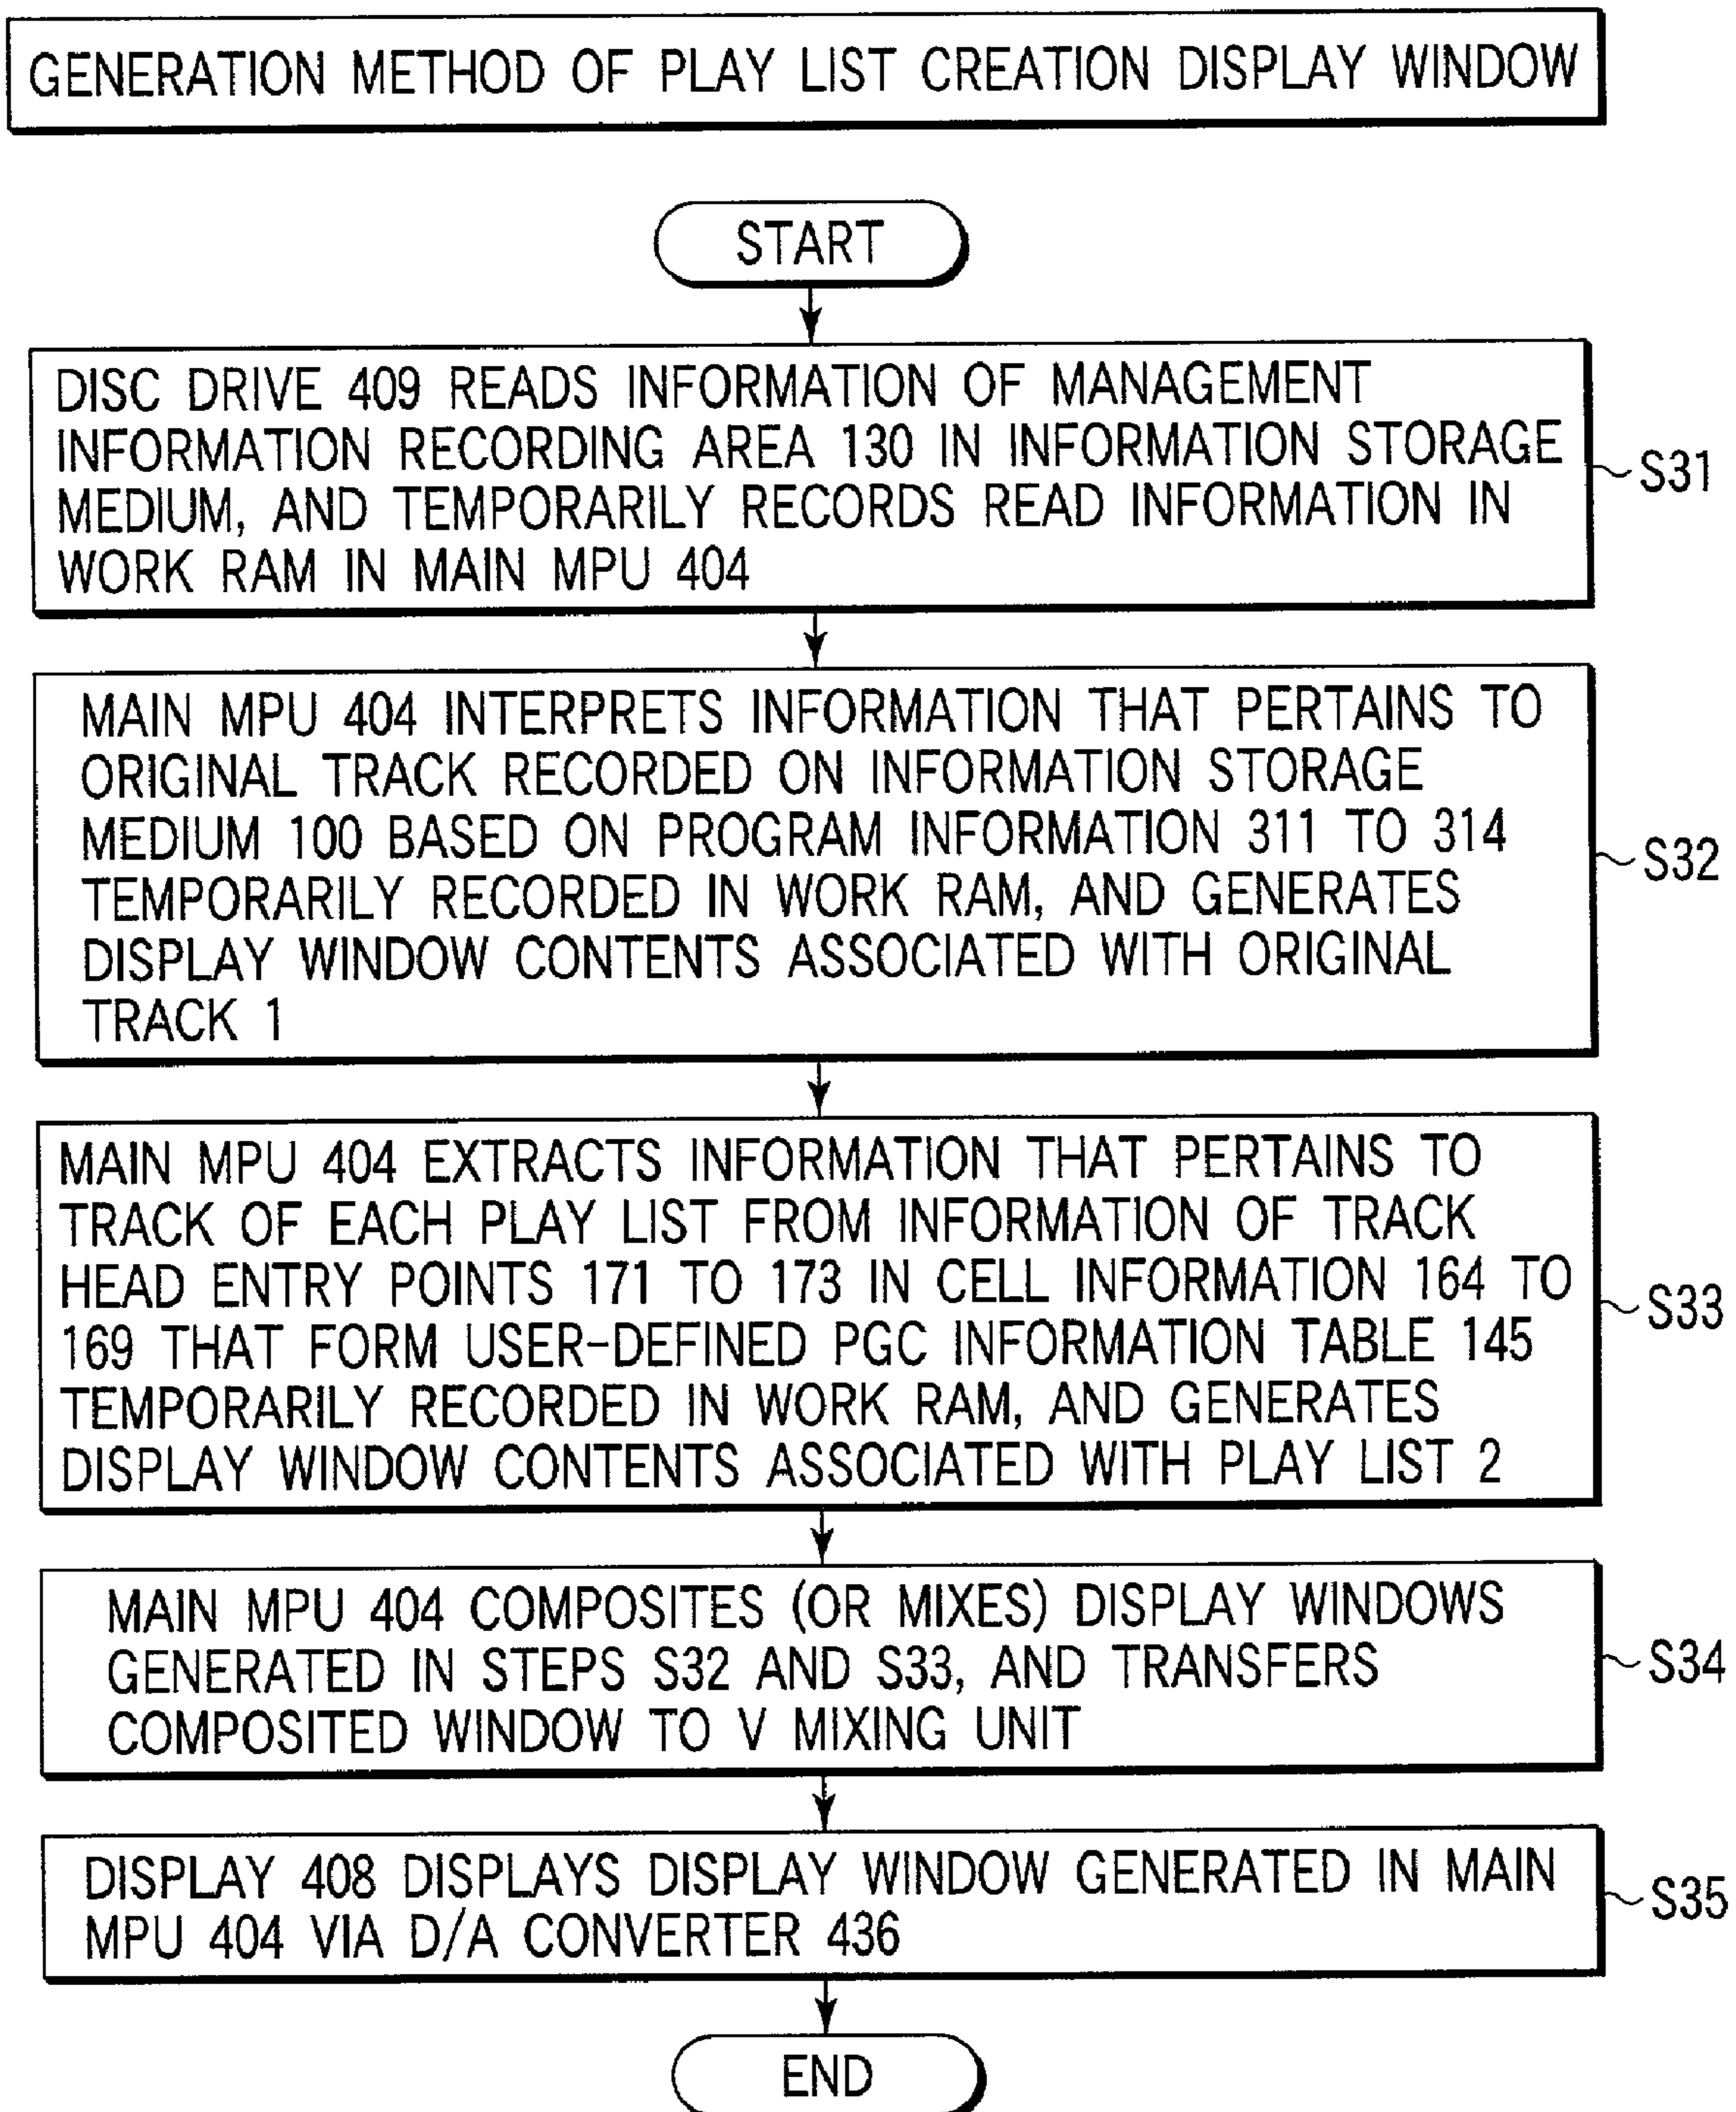 GENERATION METHOD OF PLAY LIST CREATION DISPLAY WINDOW
START
DISC DRIVE 409 READS INFORMATION OF MANAGEMENT
INFORMATION RECORDING AREA 130 IN INFORMATION STORAGE
MEDIUM, AND TEMPORARILY RECORDS READ INFORMATION IN
WORK RAM IN MAIN MPU 404
S31
MAIN MPU 404 INTERPRETS INFORMATION THAT PERTAINS TO
ORIGINAL TRACK RECORDED ON INFORMATION STORAGE
MEDIUM 100 BASED ON PROGRAM INFORMATION 311 TO 314
TEMPORARILY RECORDED IN WORK RAM, AND GENERATES
DISPLAY WINDOW CONTENTS ASSOCIATED WITH ORIGINAL
TRACK 1
S32
MAIN MPU 404 EXTRACTS INFORMATION THAT PERTAINS TO
TRACK OF EACH PLAY LIST FROM INFORMATION OF TRACK
HEAD ENTRY POINTS 171 TO 173 IN CELL INFORMATION 164 TO
169 THAT FORM USER-DEFINED PGC INFORMATION TABLE 145
TEMPORARILY RECORDED IN WORK RAM, AND GENERATES
DISPLAY WINDOW CONTENTS ASSOCIATED WITH PLAY LIST 2
S33
MAIN MPU 404 COMPOSITES (OR MIXES) DISPLAY WINDOWS
GENERATED IN STEPS S32 AND S33, AND TRANSFERS
COMPOSITED WINDOW TO V MIXING UNIT
S34
DISPLAY 408 DISPLAYS DISPLAY WINDOW GENERATED IN MAIN
MPU 404 VIA D/A CONVERTER 436
S35
END